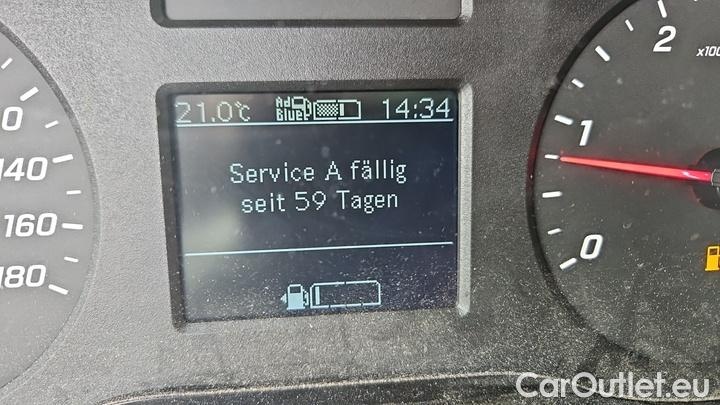 21.0°C Ad Blue 14:34
Service A fällig
seit 59 Tagen
0
140
160
180
2
x100
1
0
CarOutlet.eu